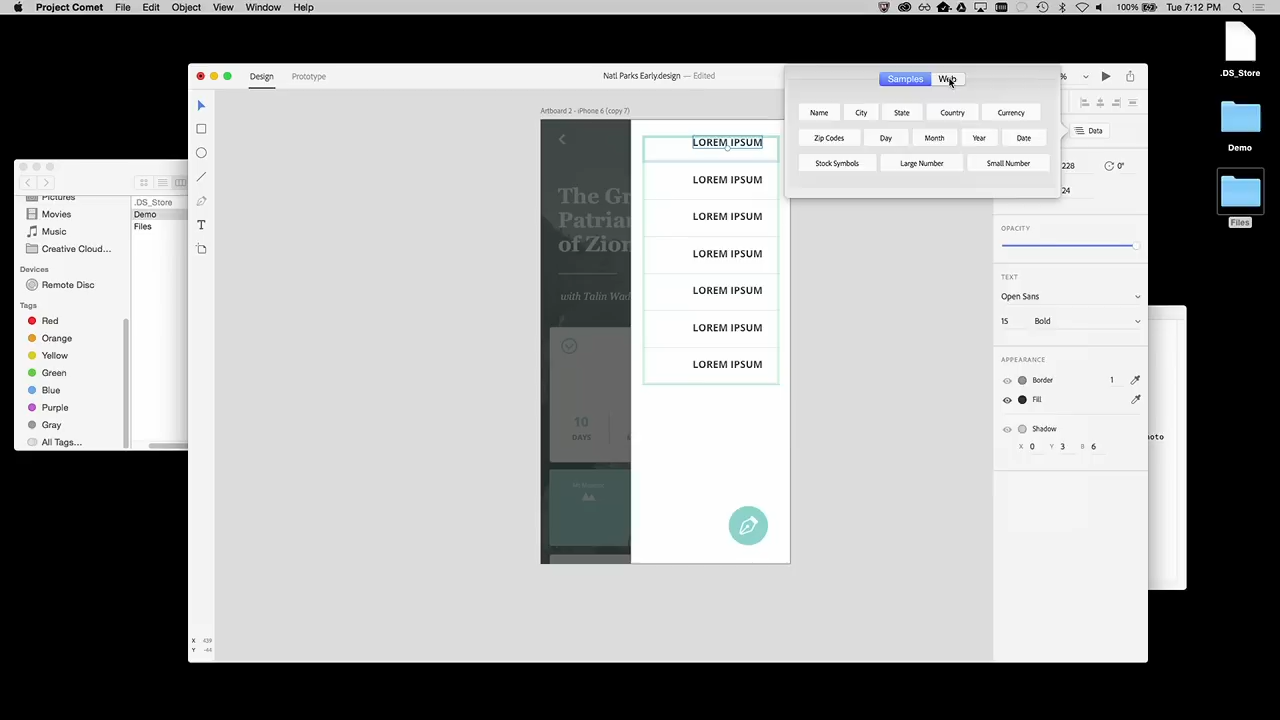 Project Comet File Edit Object View Window Help
100% Tue 7:12 PM
.DS_Store
Demo
Files
Pictures
Movies
Music
Creative Cloud...
Devices
Remote Disc
Tags
Red
Orange
Yellow
Green
Blue
Purple
Gray
All Tags...
.DS_Store
Demo
Files
Design Prototype
Natl Parks Early.design — Edited
%
Artboard 2 - iPhone 6 (copy 7)
The Gr
Patriar
of Zion
with Talin Wad
10
DAYS
LOREM IPSUM
LOREM IPSUM
LOREM IPSUM
LOREM IPSUM
LOREM IPSUM
LOREM IPSUM
LOREM IPSUM
Samples Web
Name City State Country Currency
Zip Codes Day Month Year Date
Stock Symbols Large Number Small Number
Data
228 0°
24
OPACITY
TEXT
Open Sans
15 Bold
APPEARANCE
Border 1
Fill
Shadow
X 0 Y 3 B 6
oto
X 439
Y -44